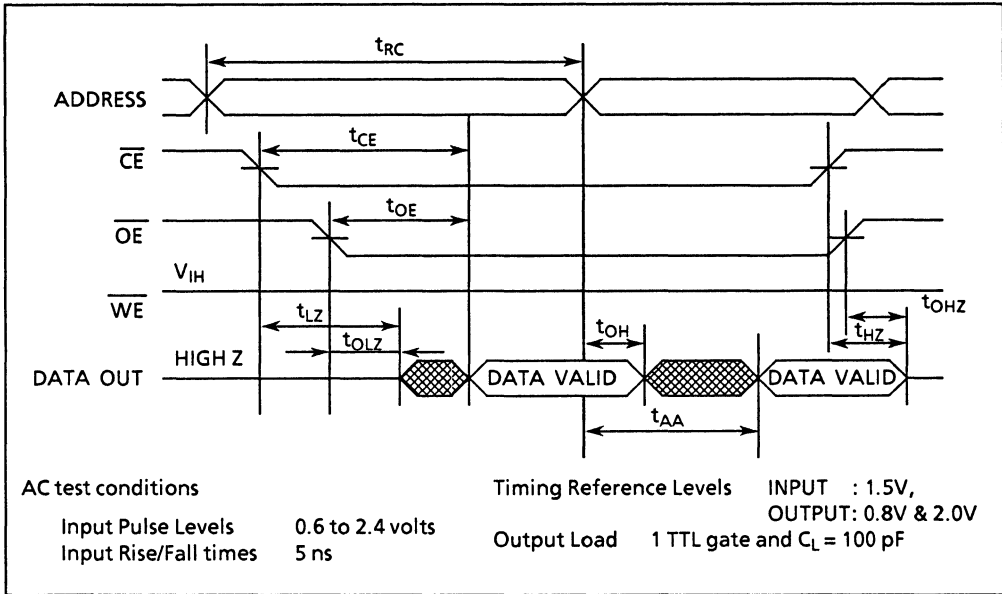 tRC
ADDRESS
tCE
CE
tOE
OE
VIH
WE
tLZ
tOH
tOHZ
tHZ
tOLZ
HIGH Z
DATA OUT
DATA VALID
DATA VALID
tAA
AC test conditions
Input Pulse Levels 0.6 to 2.4 volts
Input Rise/Fall times 5 ns
Timing Reference Levels INPUT : 1.5V,
OUTPUT: 0.8V & 2.0V
Output Load 1 TTL gate and CL = 100 pF